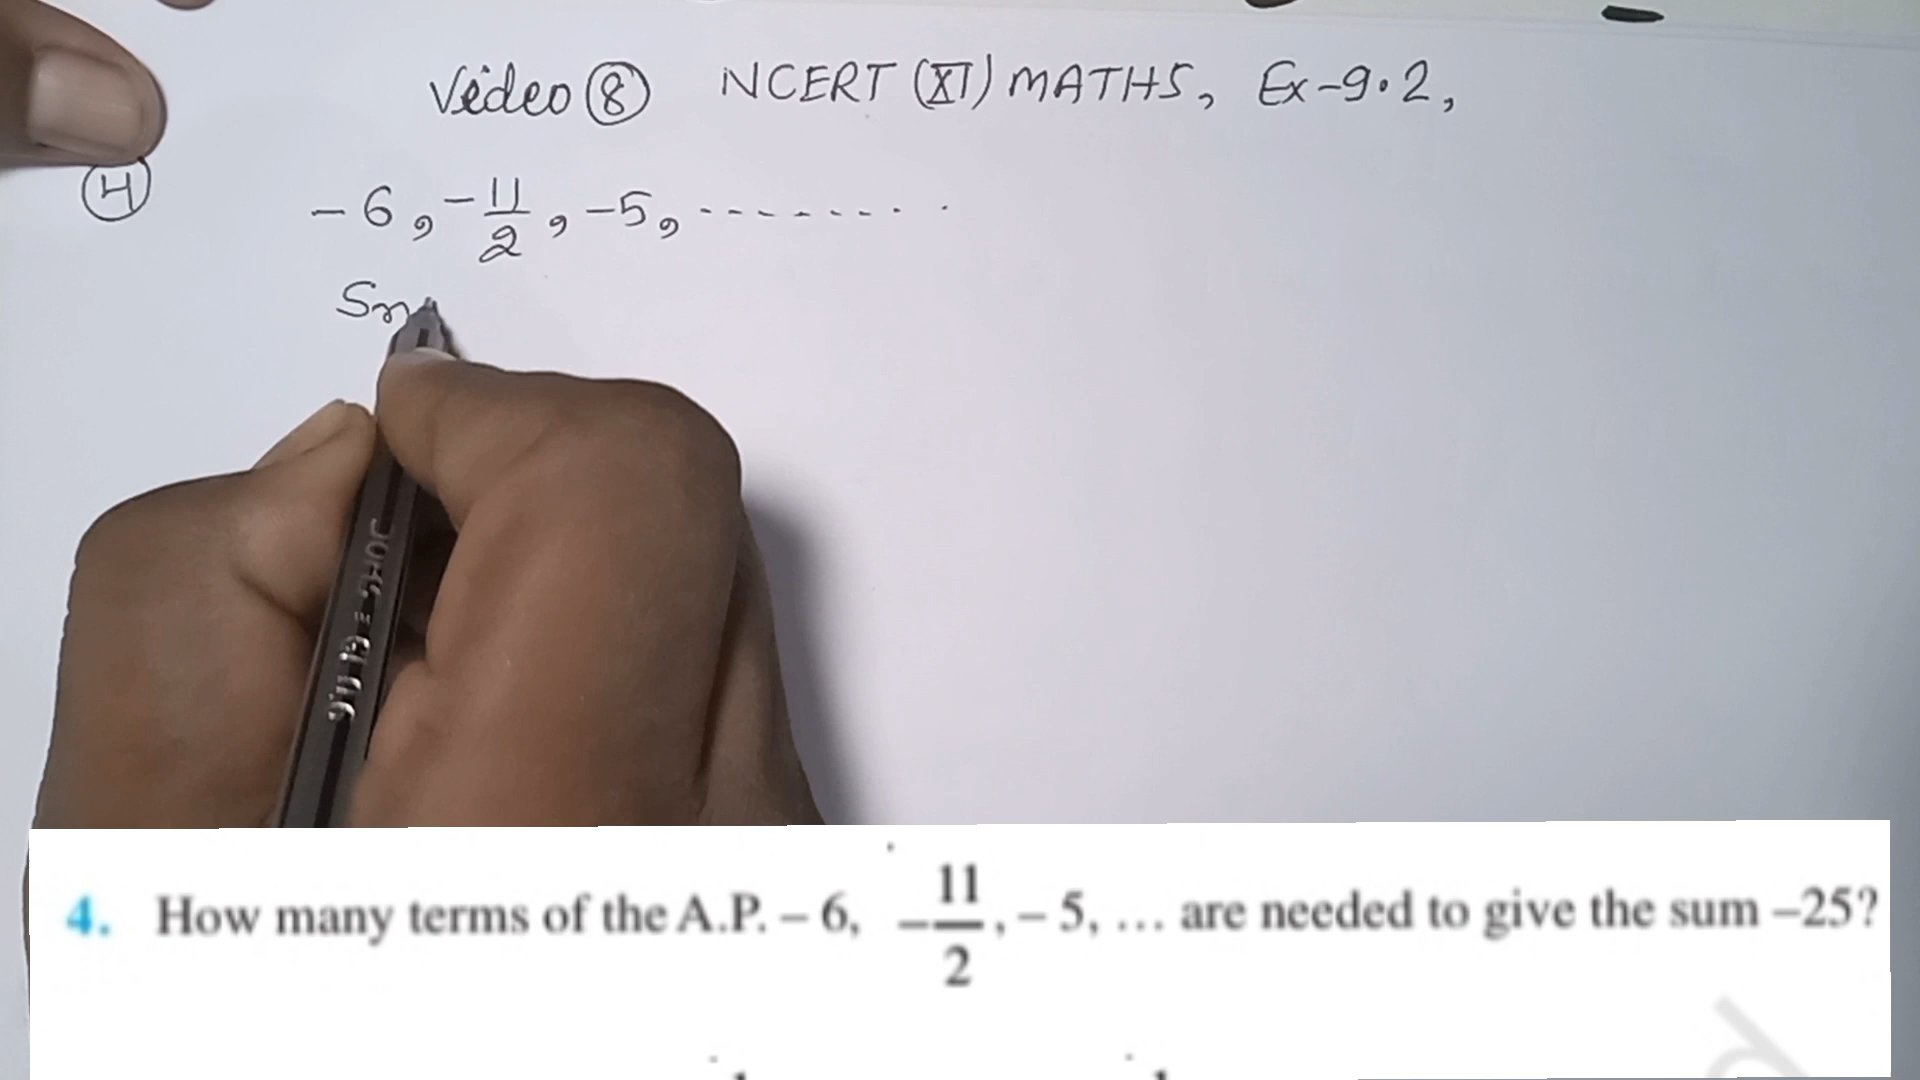 Video ⑧ NCERT (XI) MATHS, Ex-9.2,
④ -6, -11/2, -5, ---------
Sn
4. How many terms of the A.P. – 6, –11/2, – 5, … are needed to give the sum –25?